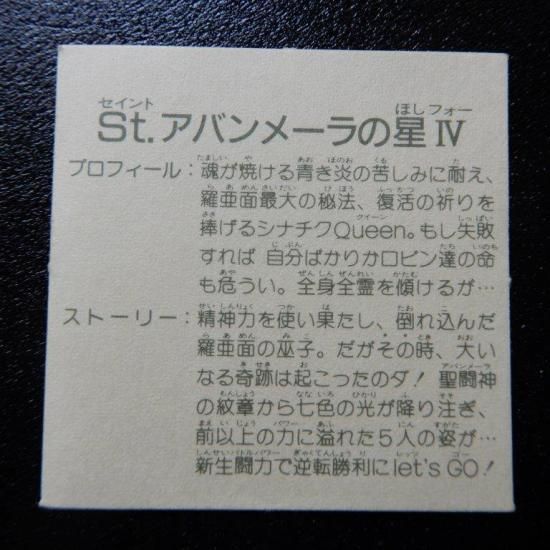 St.アバンメーラの星Ⅳ
プロフィール：魂が焼ける青き炎の苦しみに耐え、
羅亜面最大の秘法、復活の祈りを
捧げるシナチクQueen。もし失敗
すれば 自分ばかりかロビン達の命
も危うい。全身全霊を傾けるが…
ストーリー：精神力を使い果たし、倒れ込んだ
羅亜面の巫子。だがその時、大い
なる奇跡は起こったのダ！ 聖闘神
の紋章から七色の光が降り注ぎ、
前以上の力に溢れた5人の姿が…
新生闘力で逆転勝利にlet'sGO！